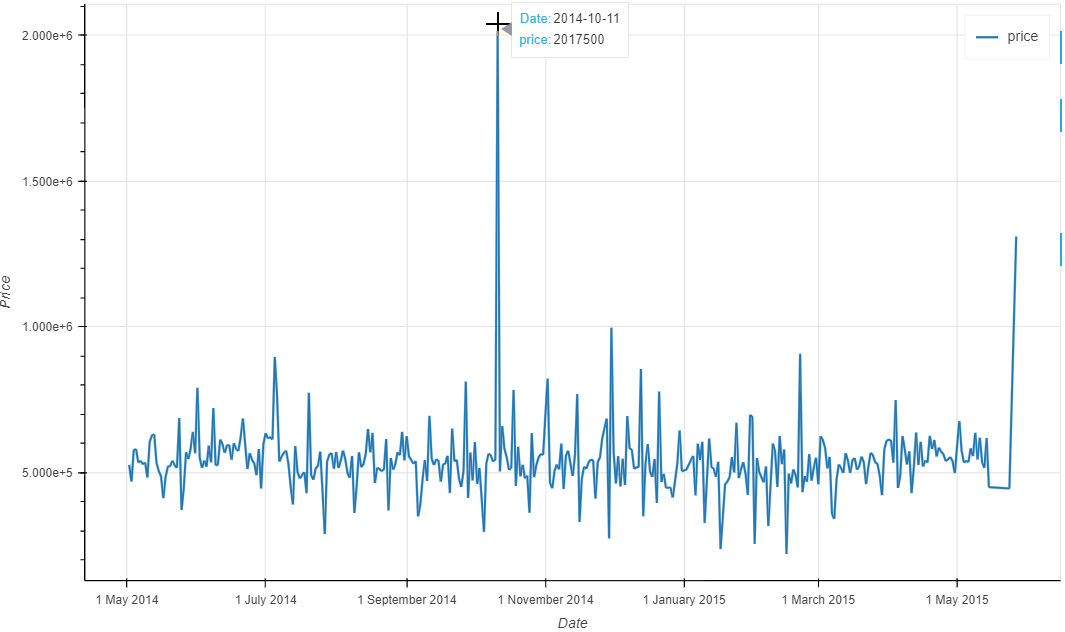 Date: 2014-10-11
price: 2017500
price
2.000e+6
1.500e+6
1.000e+6
5.000e+5
Price
1 May 2014
1 July 2014
1 September 2014
1 November 2014
1 January 2015
1 March 2015
1 May 2015
Date